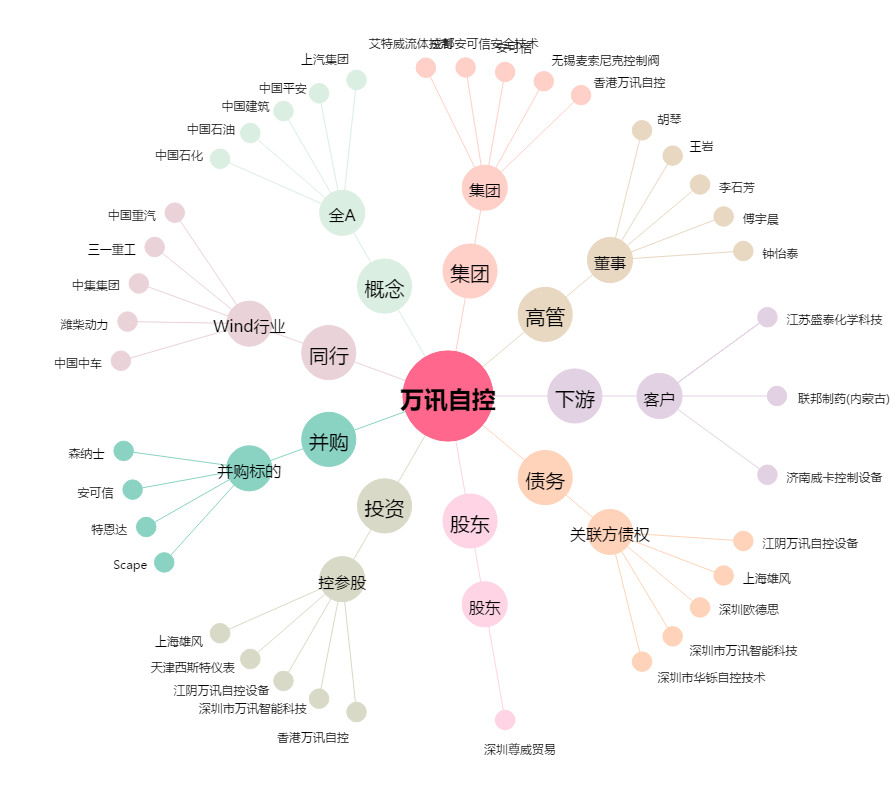 上汽集团
中国平安
中国建筑
中国石油
中国石化
全A
概念
艾特威流体控制
成都安可信安全技术
安可信
无锡麦索尼克控制阀
香港万讯自控
集团
集团
胡琴
王岩
李石芳
傅宇晨
钟怡泰
董事
高管
中国重汽
三一重工
中集集团
潍柴动力
中国中车
Wind行业
同行
万讯自控
下游
客户
江苏盛泰化学科技
联邦制药(内蒙古)
济南威卡控制设备
并购
并购标的
森纳士
安可信
特恩达
Scape
投资
控参股
上海雄风
天津西斯特仪表
江阴万讯自控设备
深圳市万讯智能科技
香港万讯自控
股东
股东
深圳尊威贸易
债务
关联方债权
江阴万讯自控设备
上海雄风
深圳欧德思
深圳市万讯智能科技
深圳市华铄自控技术